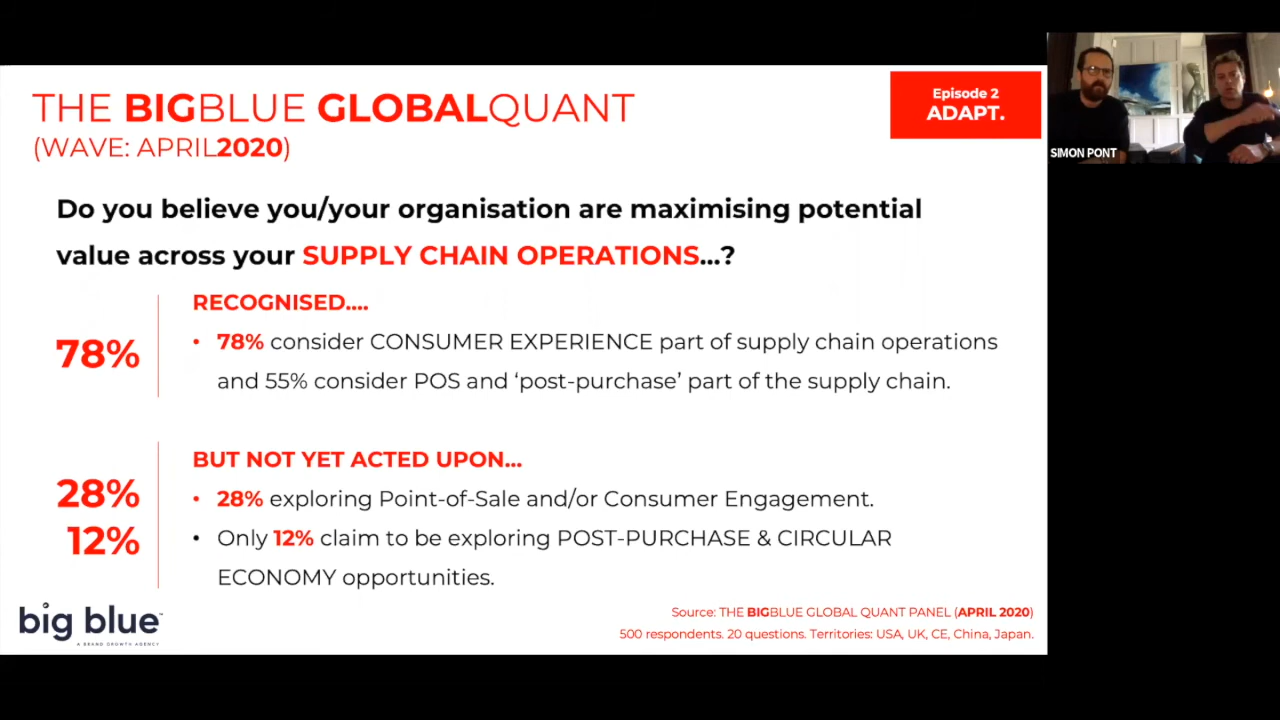 THE BIGBLUE GLOBALQUANT
(WAVE: APRIL2020)
Episode 2
ADAPT.
SIMON PONT
Do you believe you/your organisation are maximising potential
value across your SUPPLY CHAIN OPERATIONS...?
78%
RECOGNISED....
• 78% consider CONSUMER EXPERIENCE part of supply chain operations
and 55% consider POS and ‘post-purchase’ part of the supply chain.
28%
12%
BUT NOT YET ACTED UPON...
• 28% exploring Point-of-Sale and/or Consumer Engagement.
• Only 12% claim to be exploring POST-PURCHASE & CIRCULAR
ECONOMY opportunities.
big blue™
A BRAND GROWTH AGENCY
Source: THE BIGBLUE GLOBAL QUANT PANEL (APRIL 2020)
500 respondents. 20 questions. Territories: USA, UK, CE, China, Japan.